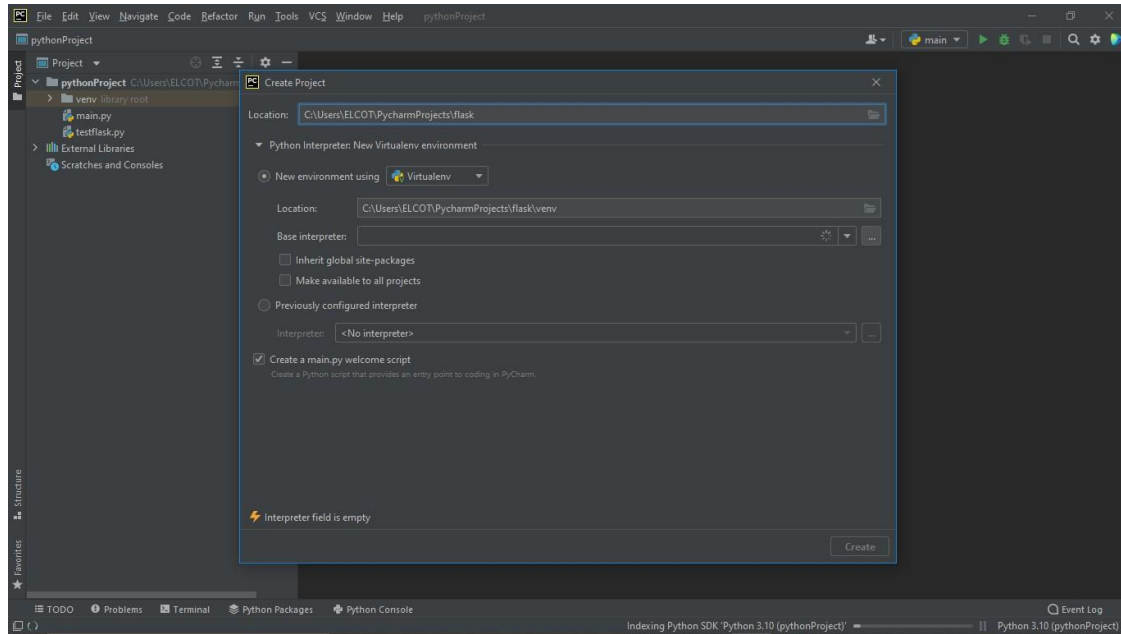 PC File Edit View Navigate Code Refactor Run Tools VCS Window Help pythonProject
pythonProject
main
Project
Project
pythonProject C:\Users\ELCOT\Pycharm
venv library root
main.py
testflask.py
External Libraries
Scratches and Consoles
PC Create Project
Location: C:\Users\ELCOT\PycharmProjects\flask
Python Interpreter: New Virtualenv environment
New environment using Virtualenv
Location: C:\Users\ELCOT\PycharmProjects\flask\venv
Base interpreter: ...
Inherit global site-packages
Make available to all projects
Previously configured interpreter
Interpreter: <No interpreter> ...
Create a main.py welcome script
Create a Python script that provides an entry point to coding in PyCharm.
Interpreter field is empty
Create
Structure
Favorites
TODO Problems Terminal Python Packages Python Console Event Log
Indexing Python SDK 'Python 3.10 (pythonProject)' Python 3.10 (pythonProject)